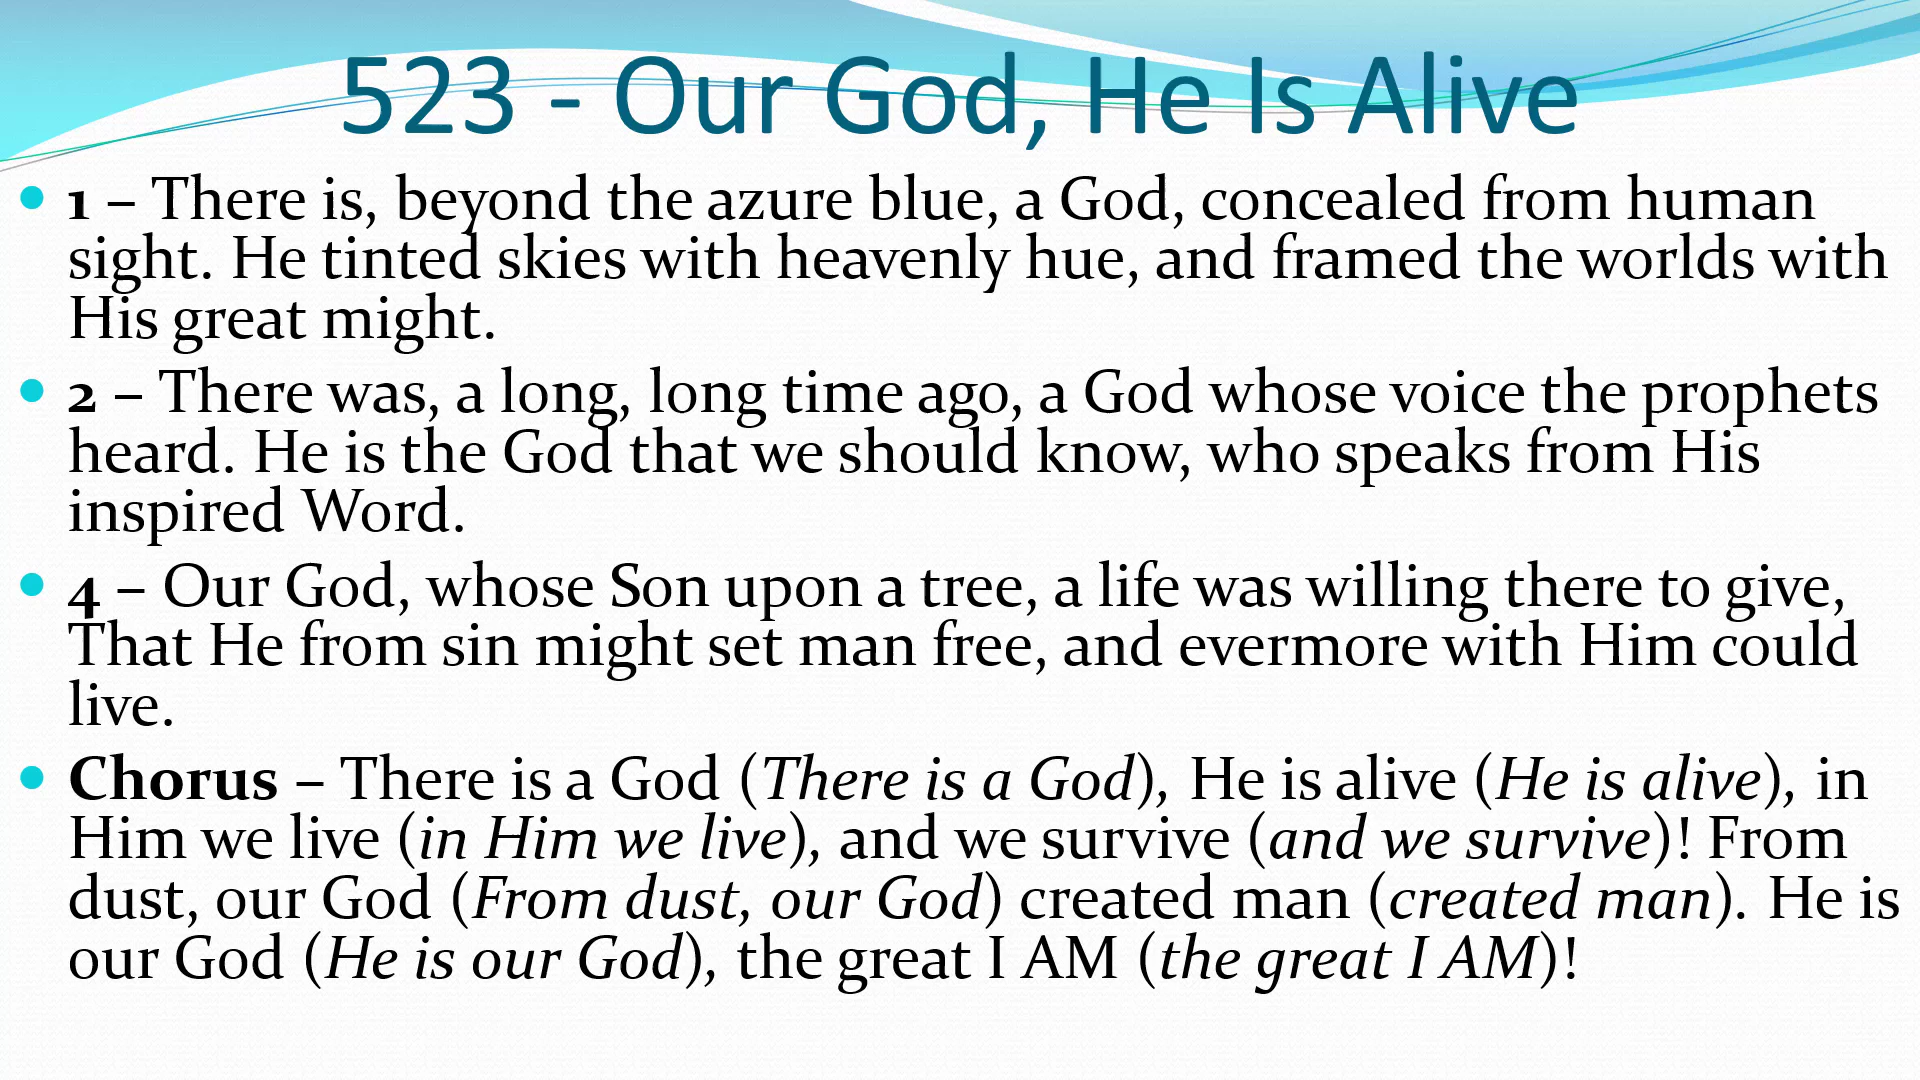 523 - Our God, He Is Alive
• 1 – There is, beyond the azure blue, a God, concealed from human
sight. He tinted skies with heavenly hue, and framed the worlds with
His great might.
• 2 – There was, a long, long time ago, a God whose voice the prophets
heard. He is the God that we should know, who speaks from His
inspired Word.
• 4 – Our God, whose Son upon a tree, a life was willing there to give,
That He from sin might set man free, and evermore with Him could
live.
• Chorus – There is a God (There is a God), He is alive (He is alive), in
Him we live (in Him we live), and we survive (and we survive)! From
dust, our God (From dust, our God) created man (created man). He is
our God (He is our God), the great I AM (the great I AM)!